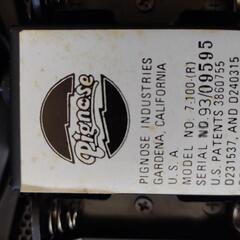 Pignose
PIGNOSE INDUSTRIES
GARDENA, CALIFORNIA
U. S. A.
MODEL NO. 7-100-(R)
SERIAL NO. 93/09595
U.S. PATENTS 3860755
D231537, AND D240315